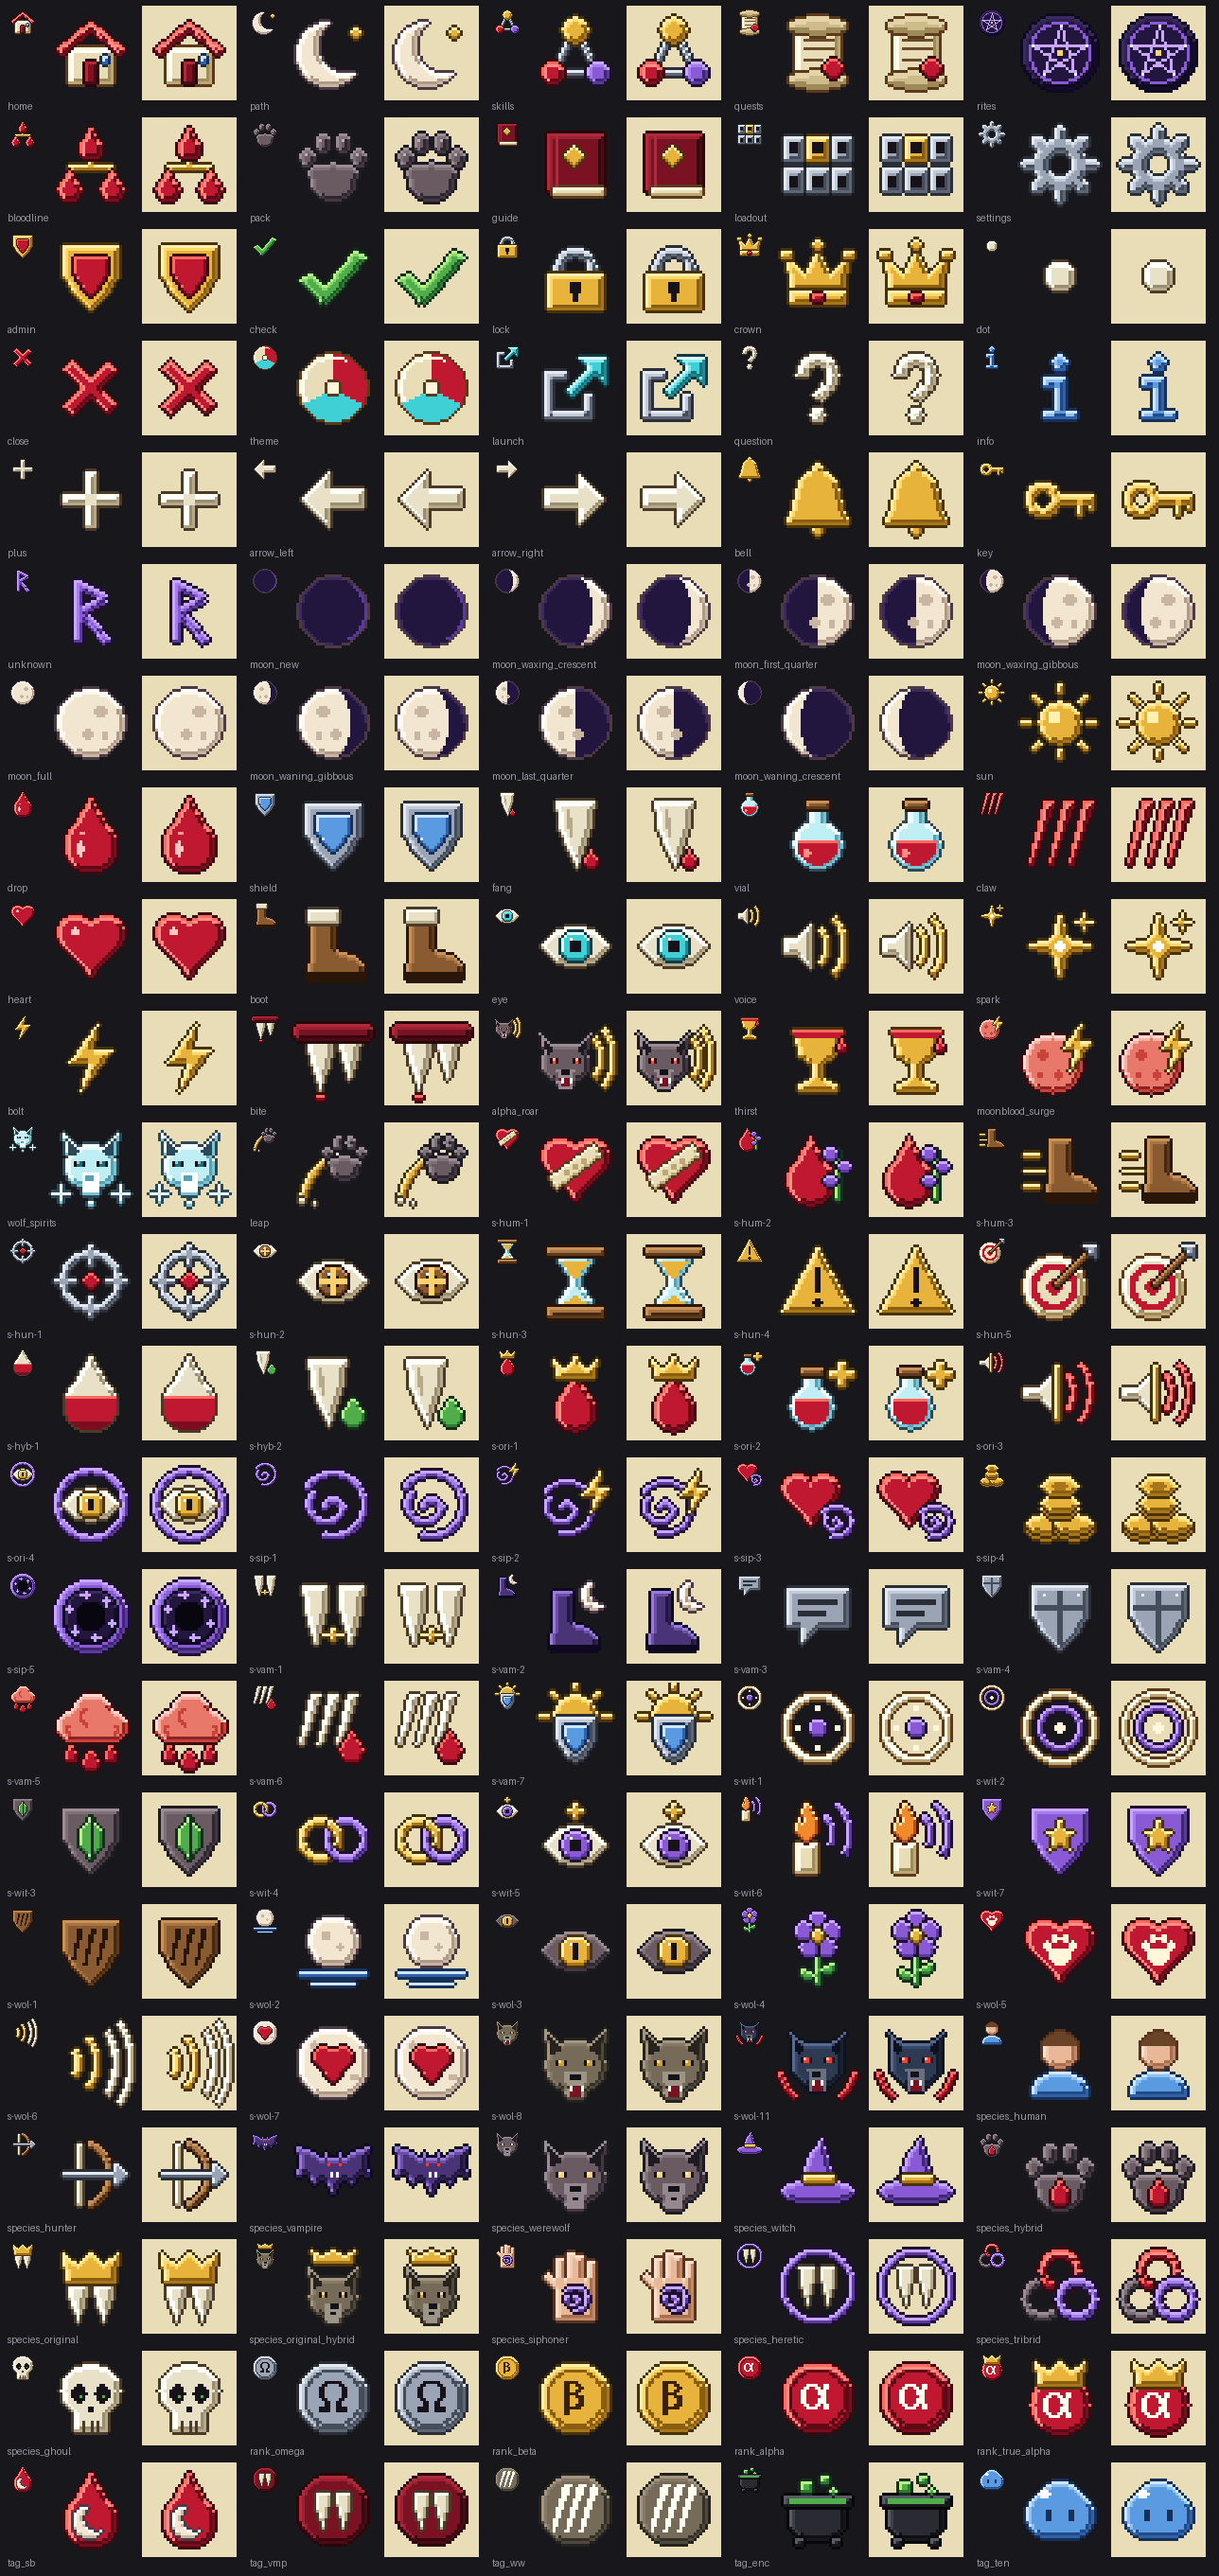 home path skills quests rites
bloodline pack guide loadout settings
admin check lock crown dot
close theme launch question info
plus arrow_left arrow_right bell key
R
unknown moon_new moon_waxing_crescent moon_first_quarter moon_waxing_gibbous
moon_full moon_waning_gibbous moon_last_quarter moon_waning_crescent sun
drop shield fang vial claw
heart boot eye voice spark
bolt bite alpha_roar thirst moonblood_surge
wolf_spirits leap s-hum-1 s-hum-2 s-hum-3
s-hun-1 s-hun-2 s-hun-3 s-hun-4 s-hun-5
s-hyb-1 s-hyb-2 s-ori-1 s-ori-2 s-ori-3
s-ori-4 s-sip-1 s-sip-2 s-sip-3 s-sip-4
s-sip-5 s-vam-1 s-vam-2 s-vam-3 s-vam-4
s-vam-5 s-vam-6 s-vam-7 s-wit-1 s-wit-2
s-wit-3 s-wit-4 s-wit-5 s-wit-6 s-wit-7
s-wol-1 s-wol-2 s-wol-3 s-wol-4 s-wol-5
s-wol-6 s-wol-7 s-wol-8 s-wol-11 species_human
species_hunter species_vampire species_werewolf species_witch species_hybrid
species_original species_original_hybrid species_siphoner species_heretic species_tribrid
Ω Ω β β α α α α
species_ghoul rank_omega rank_beta rank_alpha rank_true_alpha
tag_sb tag_vmp tag_ww tag_enc tag_ten